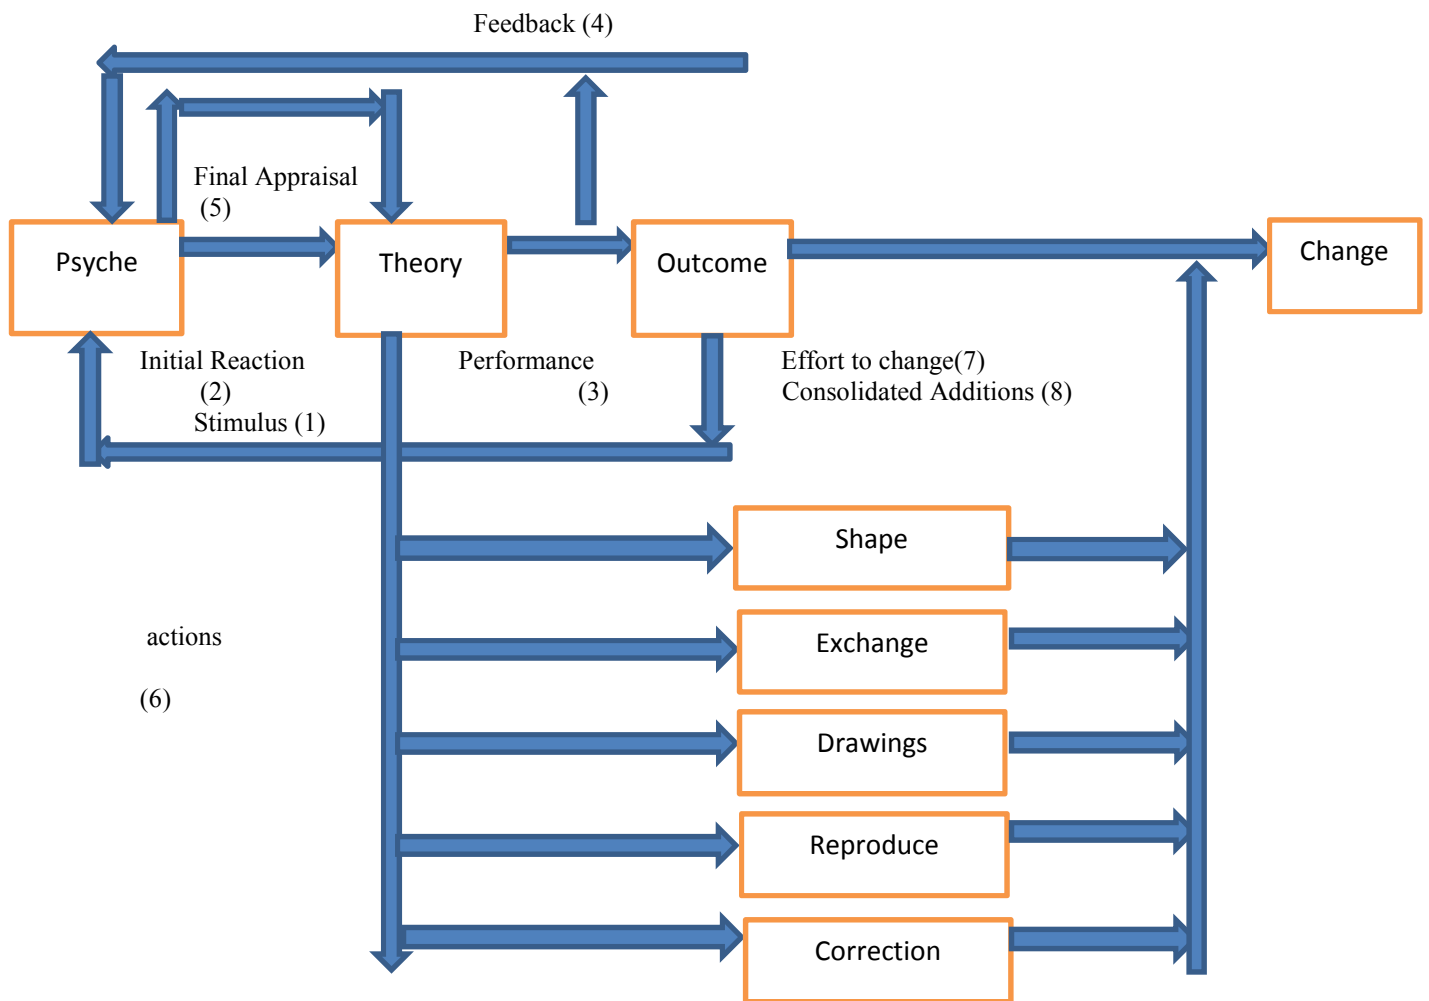 Feedback (4)
Final Appraisal
(5)
Psyche
Theory
Outcome
Change
Initial Reaction
(2)
Stimulus (1)
Performance
(3)
Effort to change(7)
Consolidated Additions (8)
Shape
actions
(6)
Exchange
Drawings
Reproduce
Correction